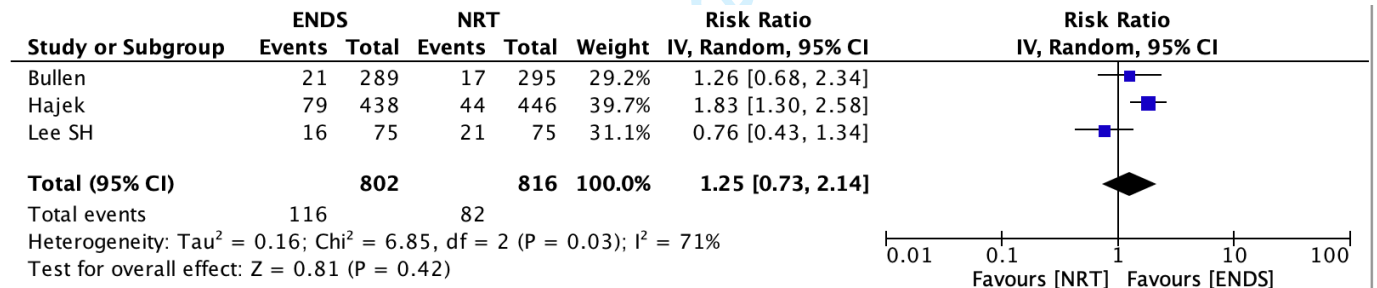 ENDS NRT Risk Ratio Risk Ratio
Study or Subgroup Events Total Events Total Weight IV, Random, 95% CI IV, Random, 95% CI
Bullen 21 289 17 295 29.2% 1.26 [0.68, 2.34]
Hajek 79 438 44 446 39.7% 1.83 [1.30, 2.58]
Lee SH 16 75 21 75 31.1% 0.76 [0.43, 1.34]
Total (95% CI) 802 816 100.0% 1.25 [0.73, 2.14]
Total events 116 82
Heterogeneity: Tau² = 0.16; Chi² = 6.85, df = 2 (P = 0.03); I² = 71%
Test for overall effect: Z = 0.81 (P = 0.42)
0.01 0.1 1 10 100
Favours [NRT] Favours [ENDS]